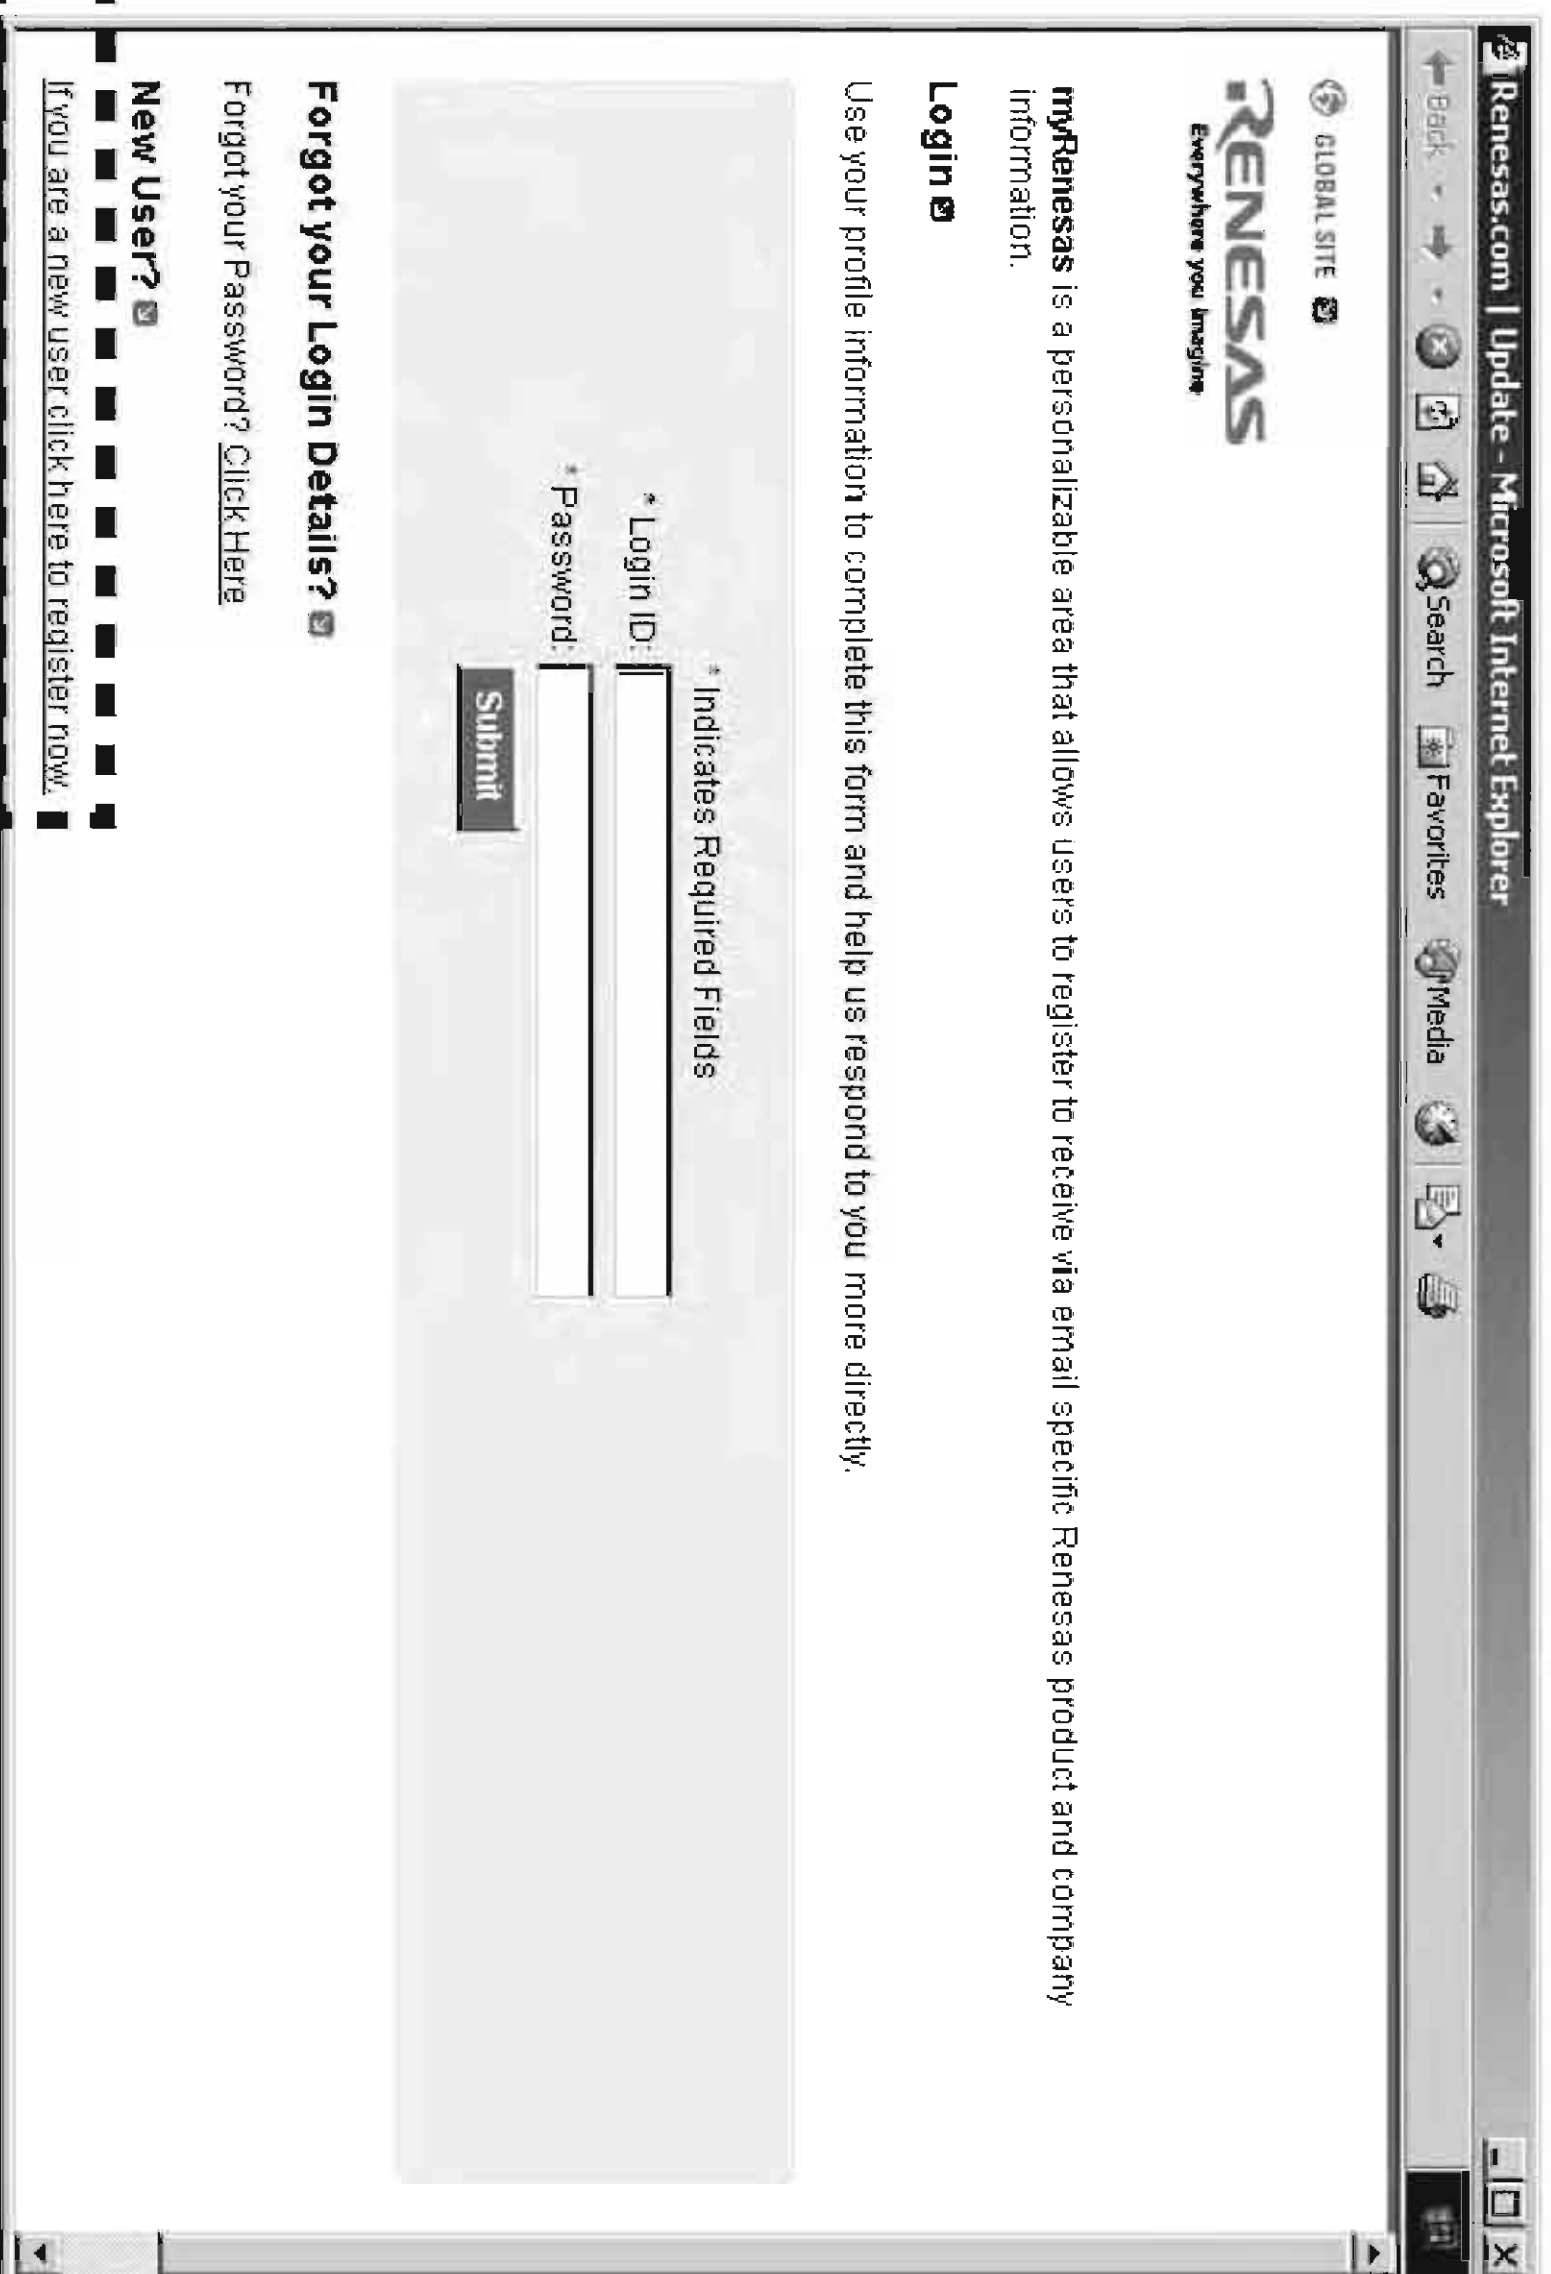 Renesas.com | Update - Microsoft Internet Explorer
Back
Search
Favorites
Media
GLOBAL SITE
RENESAS
Everywhere you imagine
myRenesas is a personalizable area that allows users to register to receive via email specific Renesas product and company
information.
Login
Use your profile information to complete this form and help us respond to you more directly.
* Indicates Required Fields
* Login ID:
* Password:
Submit
Forgot your Login Details?
Forgot your Password? Click Here
New User?
If you are a new user click here to register now.